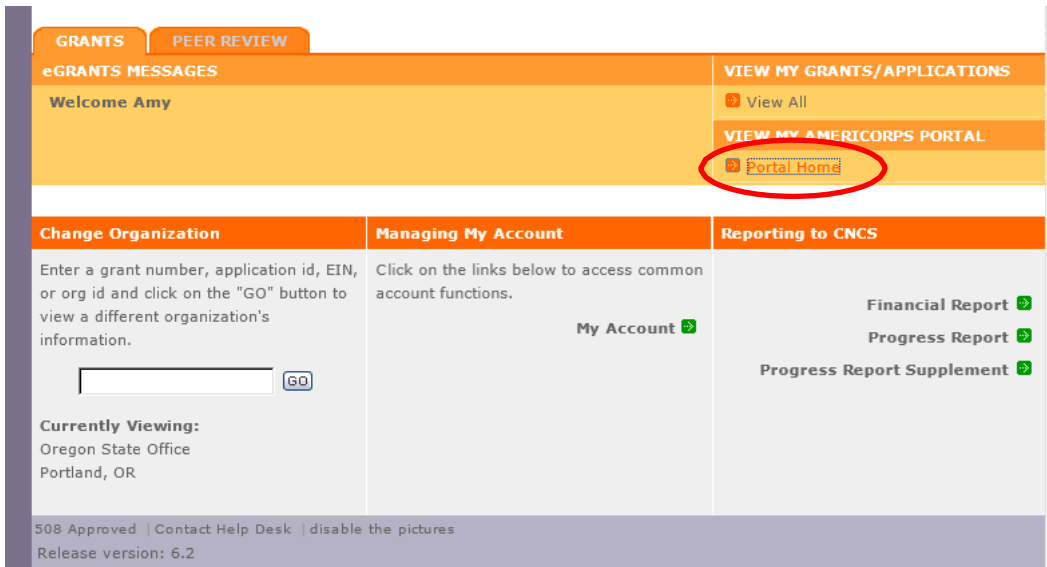 GRANTS
PEER REVIEW
eGRANTS MESSAGES
Welcome Amy
VIEW MY GRANTS/APPLICATIONS
View All
VIEW MY AMERICORPS PORTAL
Portal Home
Change Organization
Enter a grant number, application id, EIN,
or org id and click on the "GO" button to
view a different organization's
information.
GO
Currently Viewing:
Oregon State Office
Portland, OR
Managing My Account
Click on the links below to access common
account functions.
My Account
Reporting to CNCS
Financial Report
Progress Report
Progress Report Supplement
508 Approved | Contact Help Desk | disable the pictures
Release version: 6.2